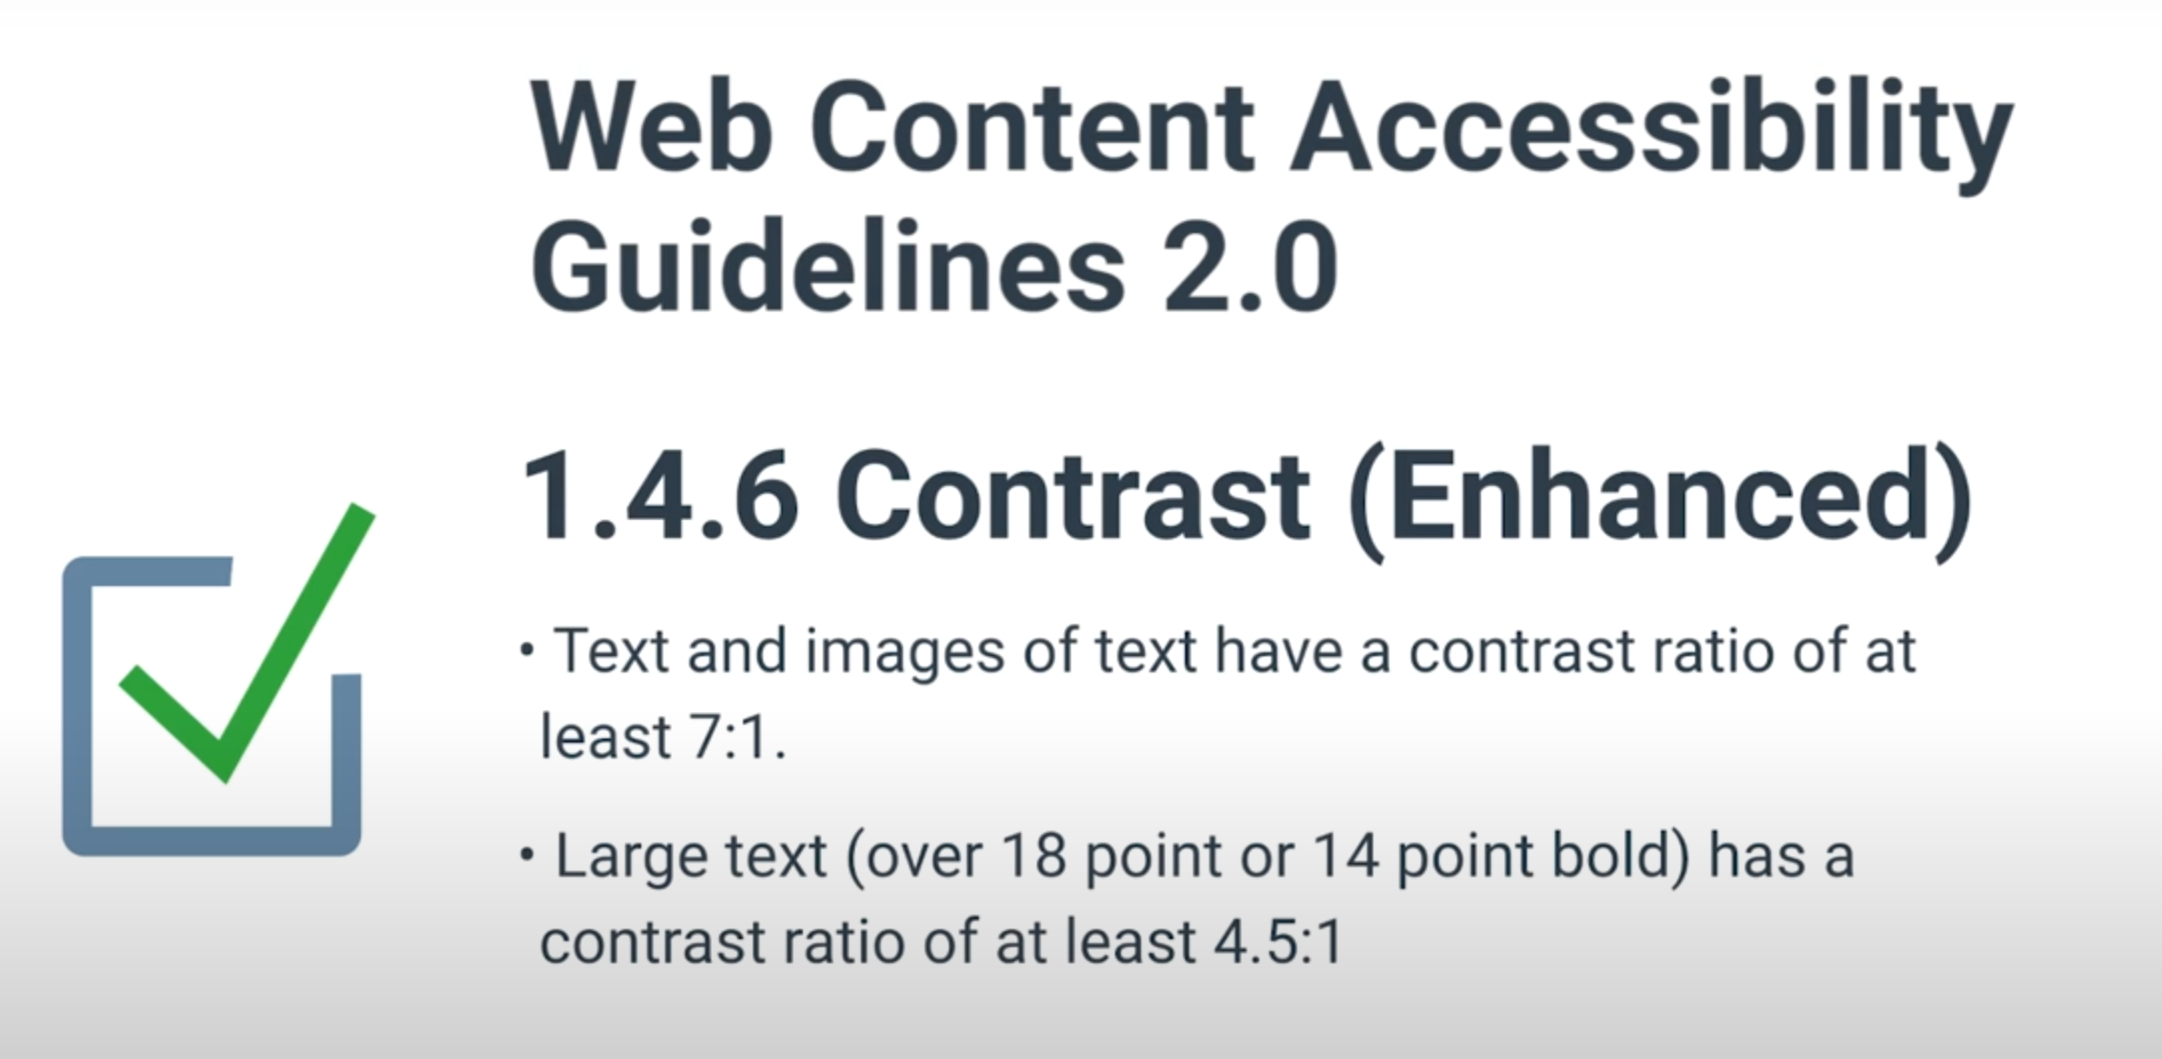 Web Content Accessibility
Guidelines 2.0
1.4.6 Contrast (Enhanced)
• Text and images of text have a contrast ratio of at
least 7:1.
• Large text (over 18 point or 14 point bold) has a
contrast ratio of at least 4.5:1